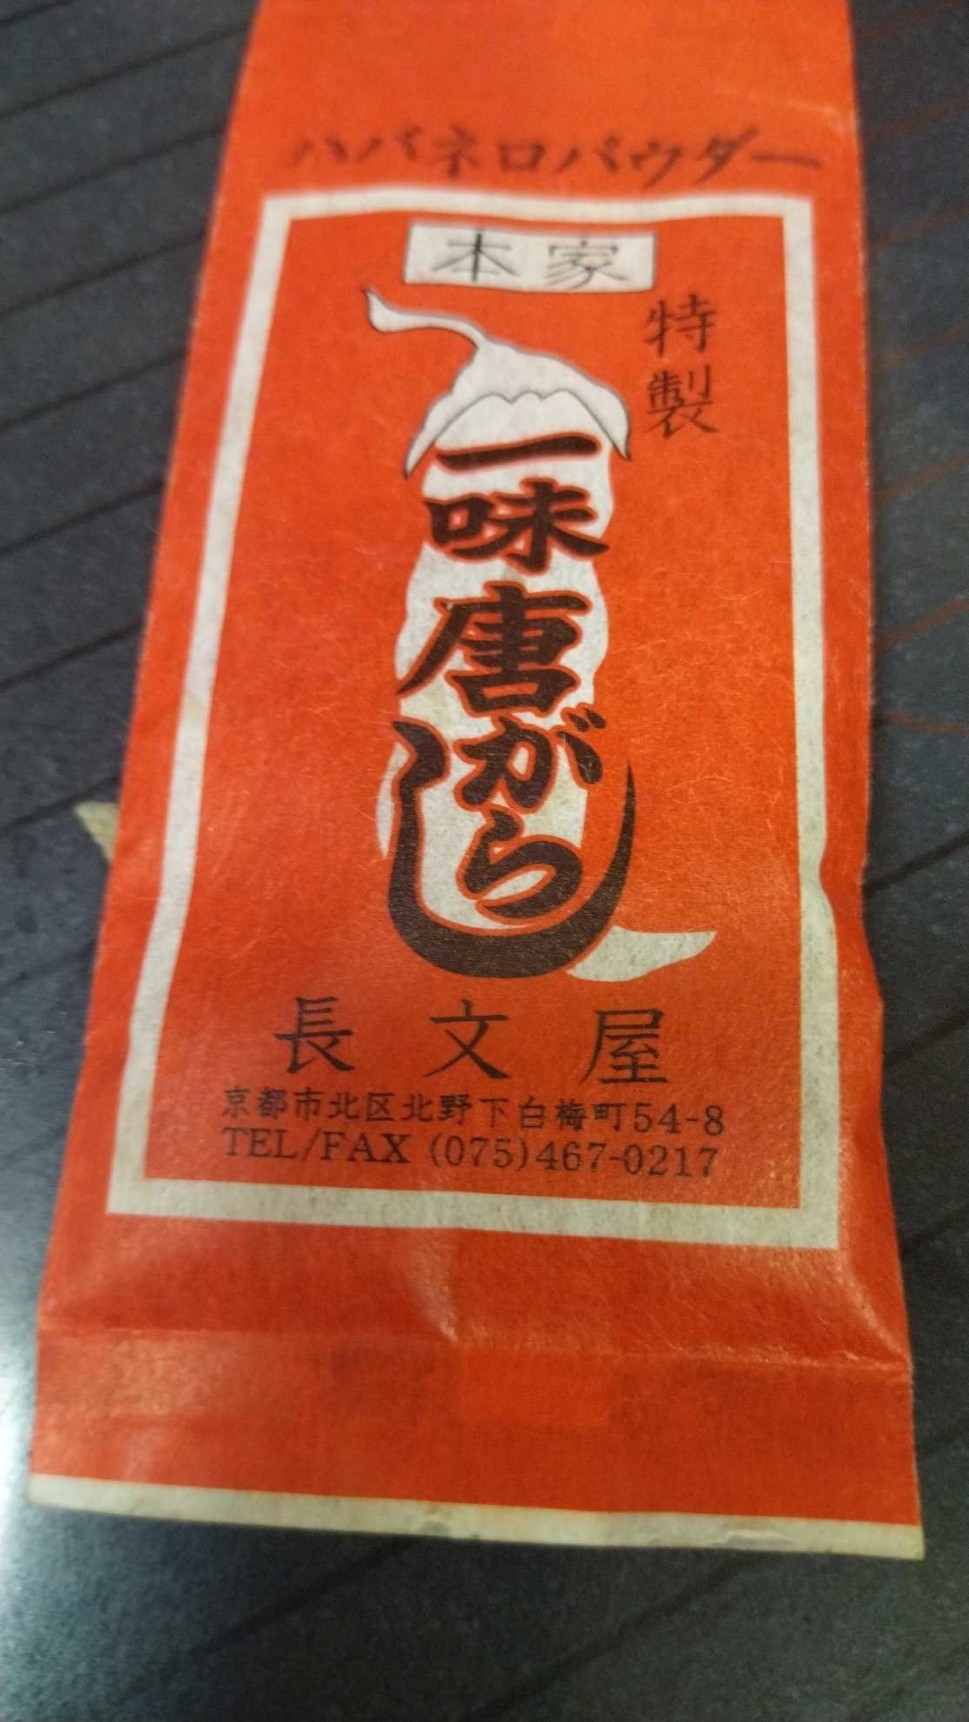 ハバネロパウダー
本家
特製
一味唐がらし
長文屋
京都市北区北野下白梅町54-8
TEL/FAX (075)467-0217